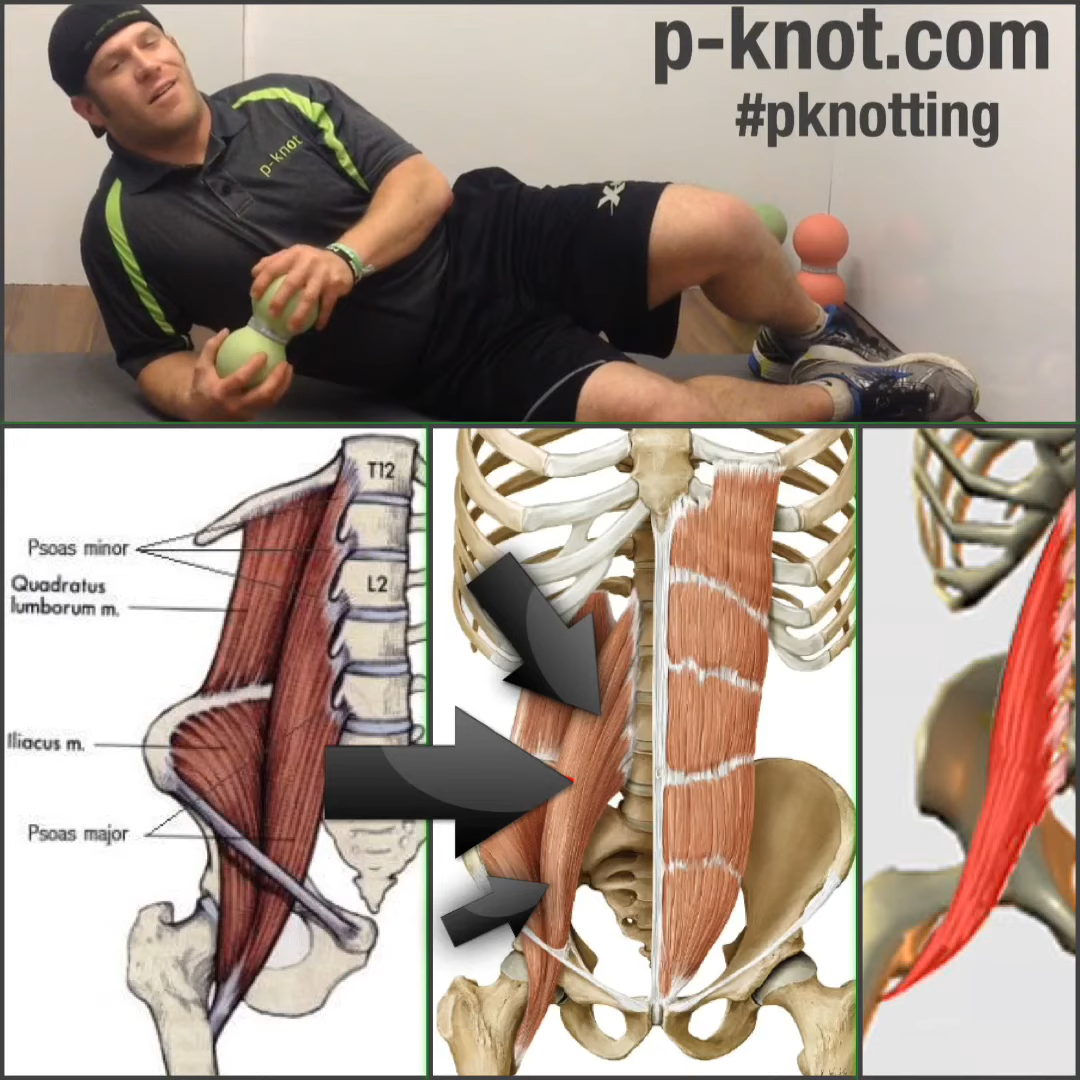 p-knot.com
#pknotting
p-knot
T12
Psoas minor
Quadratus
lumborum m.
L2
Iliacus m.
Psoas major